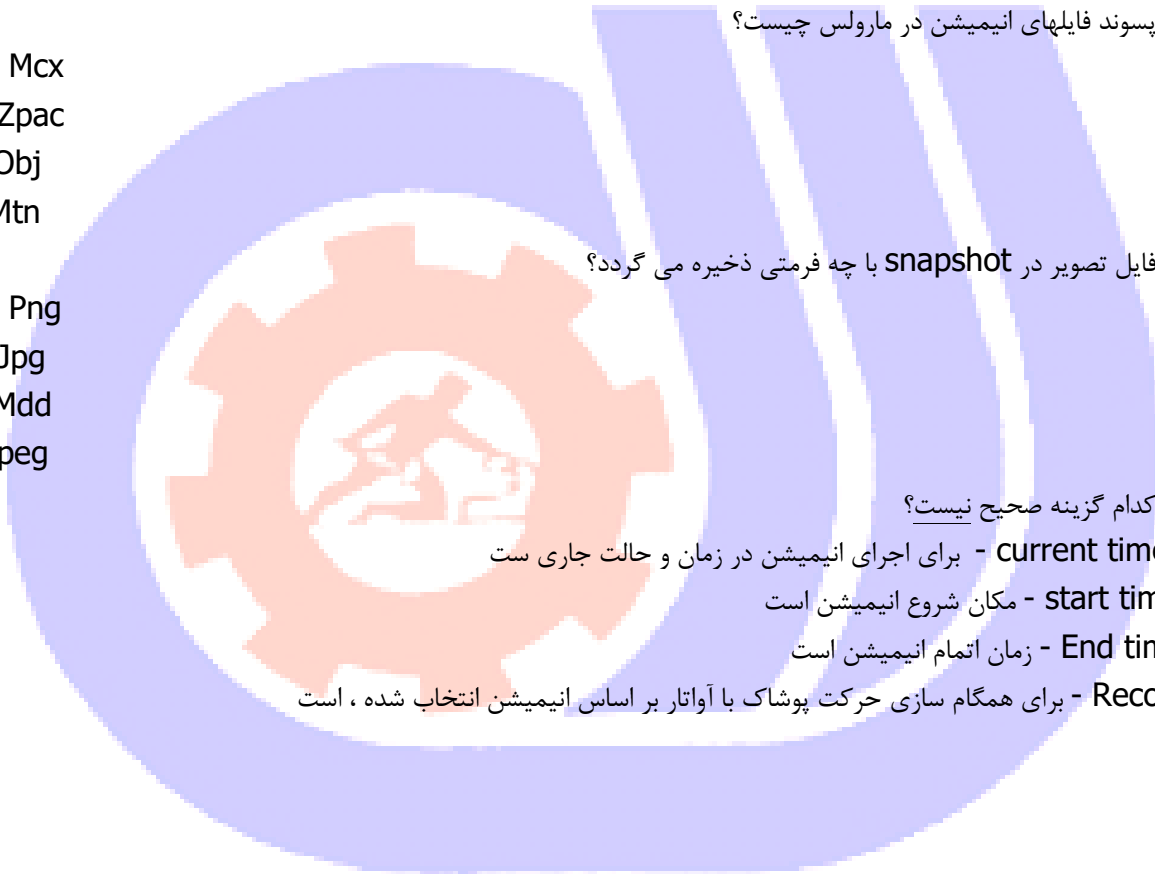 پسوند فایلهای انیمیشن در مارولس چیست؟
Mcx
Zpac
Obj
Mtn
فایل تصویر در snapshot با چه فرمتی ذخیره می گردد؟
Png
Jpg
Mdd
peg
کدام گزینه صحیح نیست؟
current time - برای اجرای انیمیشن در زمان و حالت جاری ست
start tim - مکان شروع انیمیشن است
End tim - زمان اتمام انیمیشن است
Reco - برای همگام سازی حرکت پوشاک با آواتار بر اساس انیمیشن انتخاب شده ، است